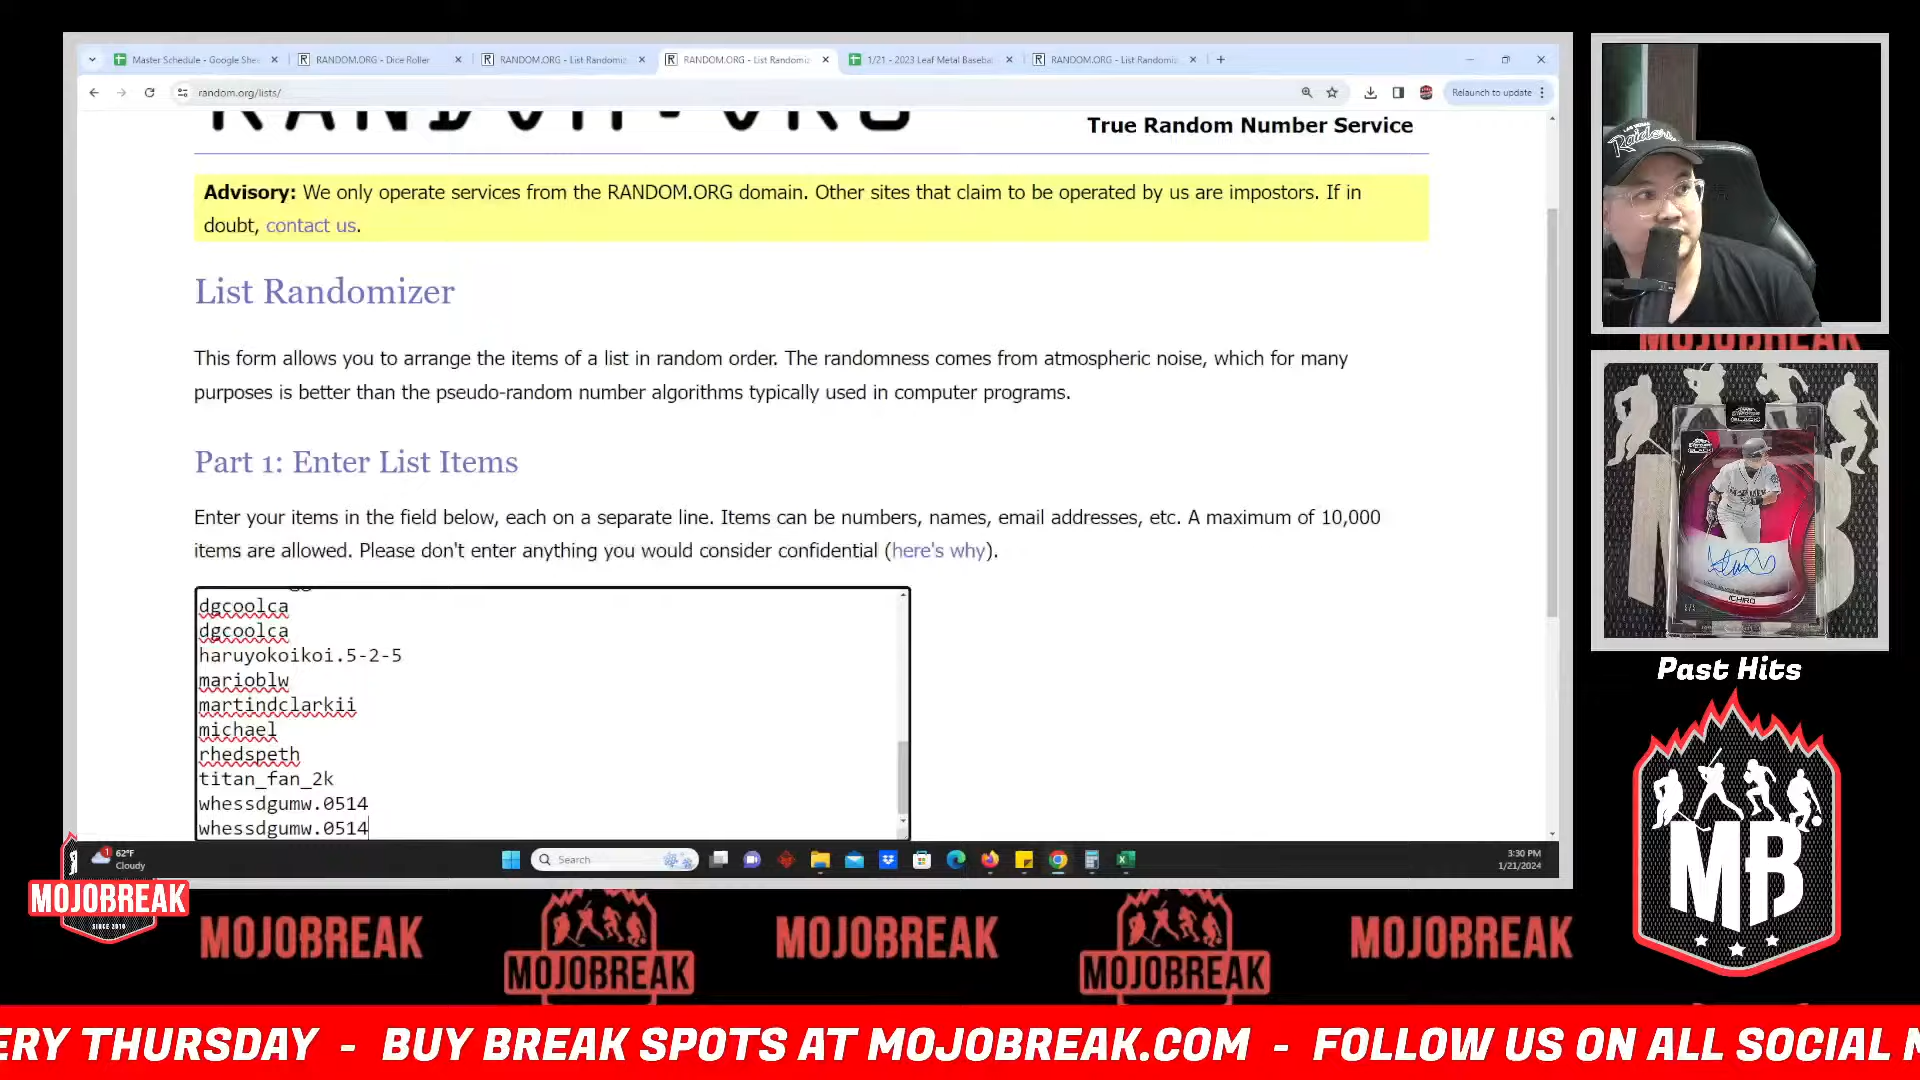 Master Schedule - Google She
RANDOM.ORG - Dice Roller
RANDOM.ORG - List Randomiz
RANDOM.ORG - List Randomiz
1/21 - 2023 Leaf Metal Baseba
RANDOM.ORG - List Randomiz
random.org/lists/
Relaunch to update
True Random Number Service
Advisory: We only operate services from the RANDOM.ORG domain. Other sites that claim to be operated by us are impostors. If in
doubt, contact us.
List Randomizer
This form allows you to arrange the items of a list in random order. The randomness comes from atmospheric noise, which for many
purposes is better than the pseudo-random number algorithms typically used in computer programs.
Part 1: Enter List Items
Enter your items in the field below, each on a separate line. Items can be numbers, names, email addresses, etc. A maximum of 10,000
items are allowed. Please don't enter anything you would consider confidential (here's why).
dgcoolca
dgcoolca
haruyokoikoi.5-2-5
marioblw
martindclarkii
michael
rhedspeth
titan_fan_2k
whessdgumw.0514
whessdgumw.0514
1
62°F
Cloudy
Search
3:30 PM
1/21/2024
Raiders
MOJOBREAK
ICHIRO
Past Hits
MB
MOJOBREAK
SINCE 2010
MOJOBREAK
MOJOBREAK
MOJOBREAK
MOJOBREAK
MOJOBREAK
ERY THURSDAY - BUY BREAK SPOTS AT MOJOBREAK.COM - FOLLOW US ON ALL SOCIAL M